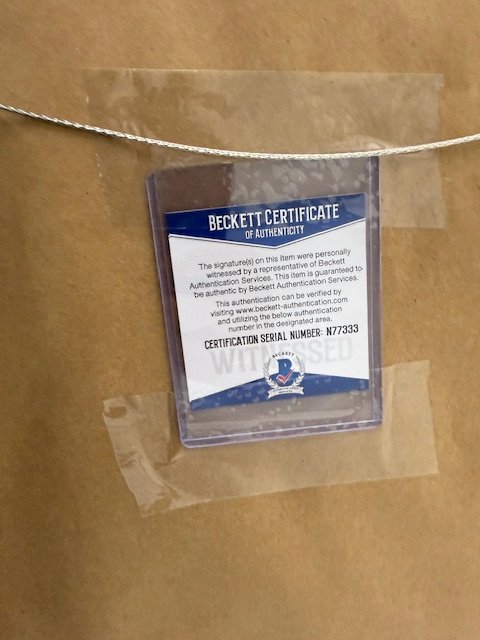 BECKETT CERTIFICATE
OF AUTHENTICITY
The signature(s) on this item were personally
witnessed by a representative of Beckett
Authentication Services. This item is guaranteed to
be authentic by Beckett Authentication Services.
This authentication can be verified by
visiting www.beckett-authentication.com
and utilizing the below authentication
number in the designated area.
CERTIFICATION SERIAL NUMBER: N77333
WITNESSED
BECKETT
B